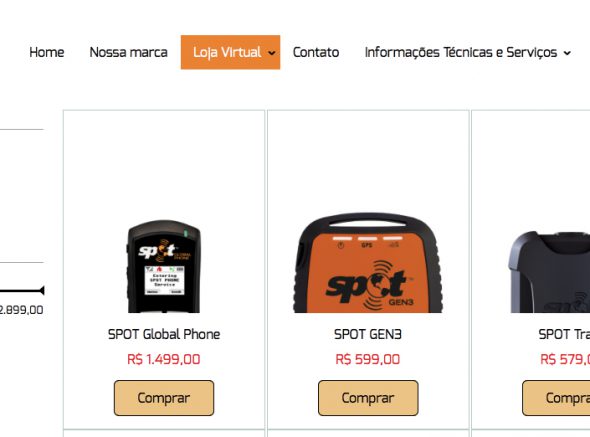 Home
Nossa marca
Loja Virtual
Contato
Informações Técnicas e Serviços
2.899,00
spot
GLOBAL
PHONE
Entering
SPOT PHONE
Service
SPOT Global Phone
R$ 1.499,00
Comprar
GPS
spot
GEN3
SPOT GEN3
R$ 599,00
Comprar
spot
SPOT Tra
R$ 579,0
Compra